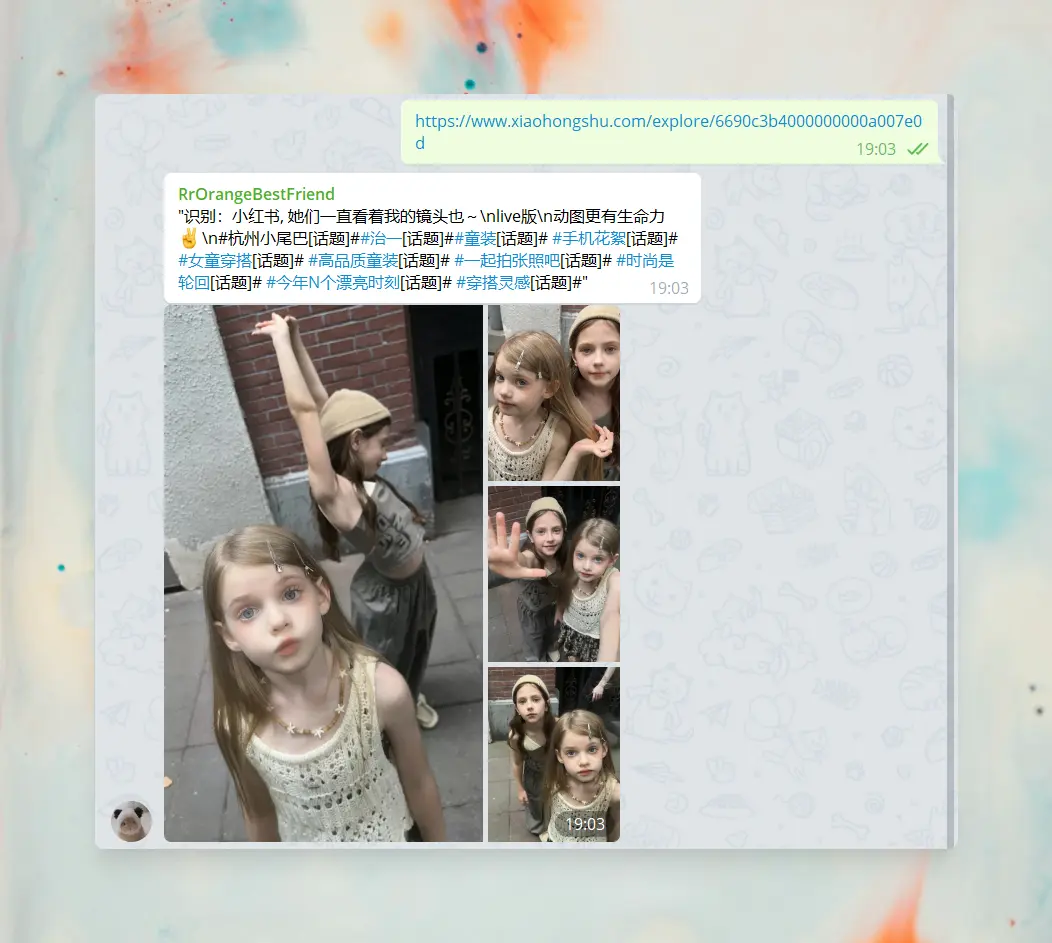 https://www.xiaohongshu.com/explore/6690c3b4000000000a007e0
d
19:03
RrOrangeBestFriend
"识别：小红书, 她们一直看着我的镜头也～\nlive版\n动图更有生命力
✌\n#杭州小尾巴[话题]##治一[话题]##童装[话题]# #手机花絮[话题]#
#女童穿搭[话题]# #高品质童装[话题]# #一起拍张照吧[话题]# #时尚是
轮回[话题]# #今年N个漂亮时刻[话题]# #穿搭灵感[话题]#"
19:03
19:03